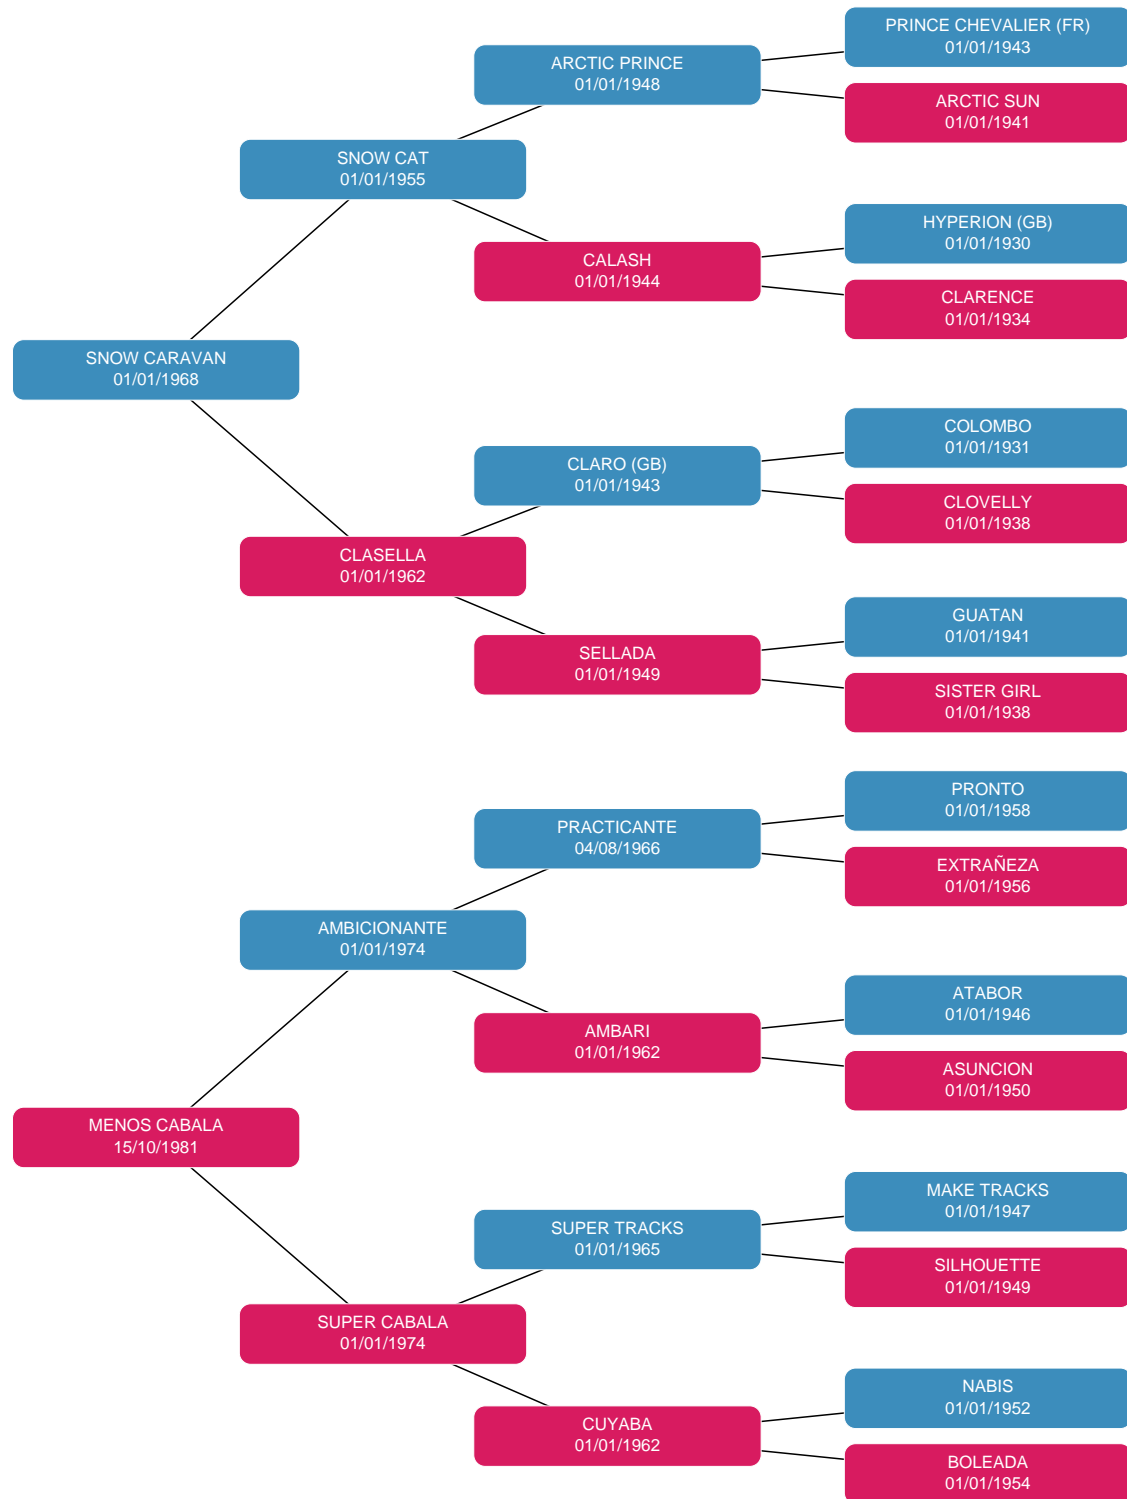 PRINCE CHEVALIER (FR)
01/01/1943
ARCTIC PRINCE
01/01/1948
ARCTIC SUN
01/01/1941
SNOW CAT
01/01/1955
HYPERION (GB)
01/01/1930
CALASH
01/01/1944
CLARENCE
01/01/1934
SNOW CARAVAN
01/01/1968
COLOMBO
01/01/1931
CLARO (GB)
01/01/1943
CLOVELLY
01/01/1938
CLASELLA
01/01/1962
GUATAN
01/01/1941
SELLADA
01/01/1949
SISTER GIRL
01/01/1938
PRONTO
01/01/1958
PRACTICANTE
04/08/1966
EXTRAÑEZA
01/01/1956
AMBICIONANTE
01/01/1974
ATABOR
01/01/1946
AMBARI
01/01/1962
ASUNCION
01/01/1950
MENOS CABALA
15/10/1981
MAKE TRACKS
01/01/1947
SUPER TRACKS
01/01/1965
SILHOUETTE
01/01/1949
SUPER CABALA
01/01/1974
NABIS
01/01/1952
CUYABA
01/01/1962
BOLEADA
01/01/1954